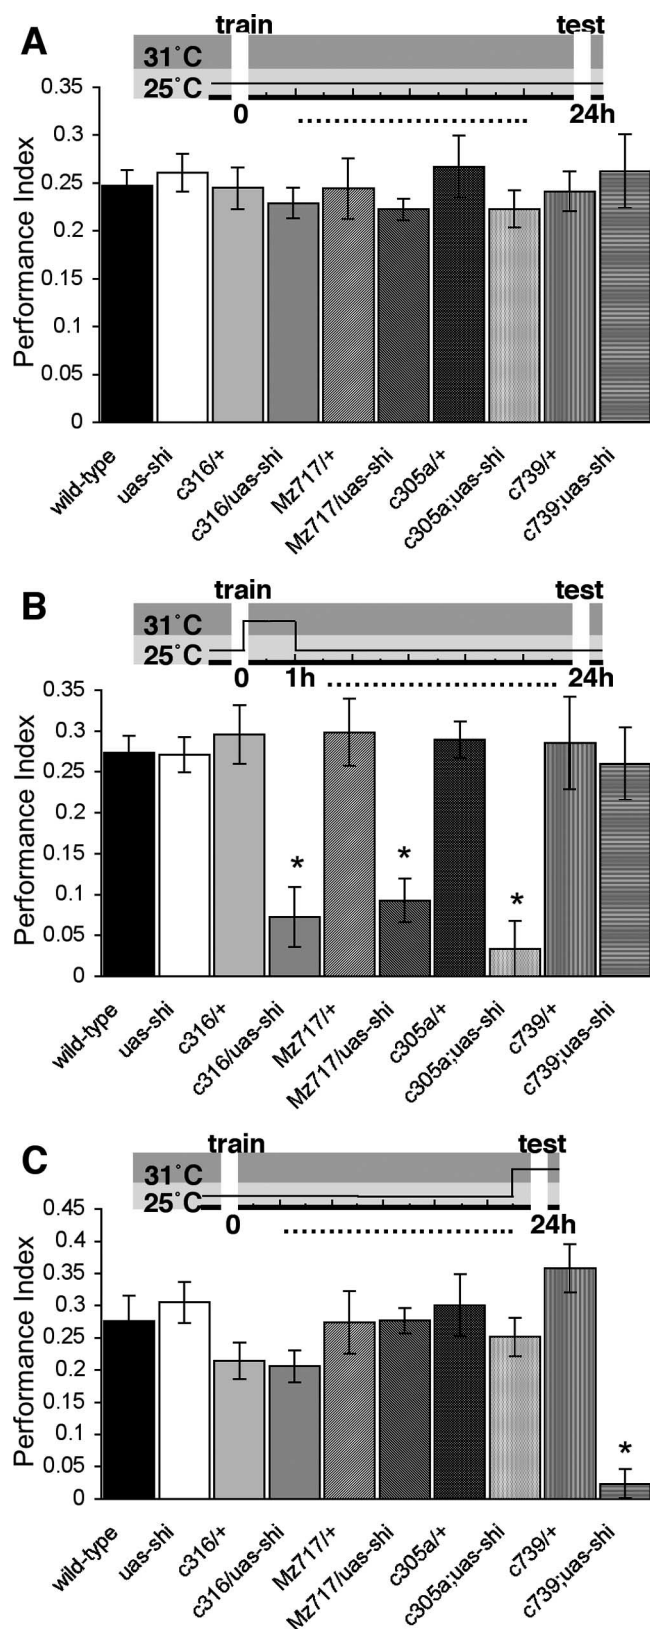 A
train
test
31°C
25°C
0
24h
Performance Index
0.35
0.3
0.25
0.2
0.15
0.1
0.05
0
wild-type
uas-shi
c316/+
c316/uas-shi
Mz717/+
Mz717/uas-shi
c305a/+
c305a;uas-shi
c739/+
c739;uas-shi
B
train
test
31°C
25°C
0
1h
24h
Performance Index
0.35
0.3
0.25
0.2
0.15
0.1
0.05
0
*
*
*
wild-type
uas-shi
c316/+
c316/uas-shi
Mz717/+
Mz717/uas-shi
c305a/+
c305a;uas-shi
c739/+
c739;uas-shi
C
train
test
31°C
25°C
0
24h
Performance Index
0.45
0.4
0.35
0.3
0.25
0.2
0.15
0.1
0.05
0
*
wild-type
uas-shi
c316/+
c316/uas-shi
Mz717/+
Mz717/uas-shi
c305a/+
c305a;uas-shi
c739/+
c739;uas-shi